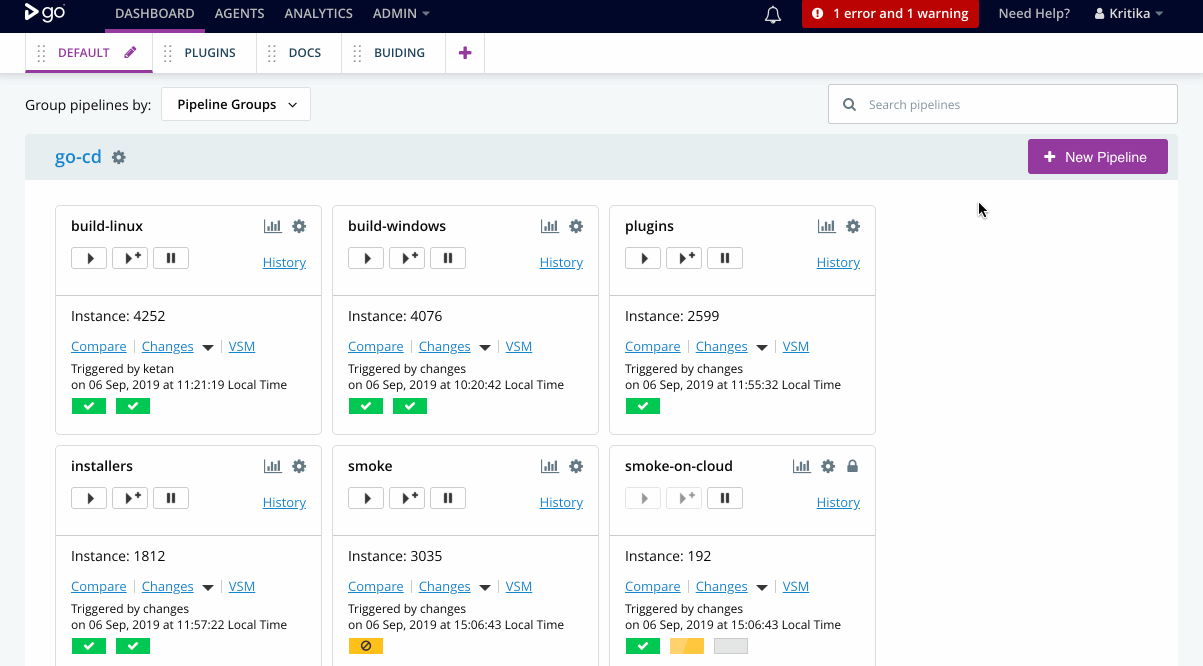 go DASHBOARD AGENTS ANALYTICS ADMIN 1 error and 1 warning Need Help? Kritika
DEFAULT PLUGINS DOCS BUIDING
Group pipelines by: Pipeline Groups Search pipelines
go-cd New Pipeline
build-linux build-windows plugins
History History History
Instance: 4252 Instance: 4076 Instance: 2599
Compare Changes VSM Compare Changes VSM Compare Changes VSM
Triggered by ketan Triggered by changes Triggered by changes
on 06 Sep, 2019 at 11:21:19 Local Time on 06 Sep, 2019 at 10:20:42 Local Time on 06 Sep, 2019 at 11:55:32 Local Time
installers smoke smoke-on-cloud
History History History
Instance: 1812 Instance: 3035 Instance: 192
Compare Changes VSM Compare Changes VSM Compare Changes VSM
Triggered by changes Triggered by changes Triggered by changes
on 06 Sep, 2019 at 11:57:22 Local Time on 06 Sep, 2019 at 15:06:43 Local Time on 06 Sep, 2019 at 15:06:43 Local Time